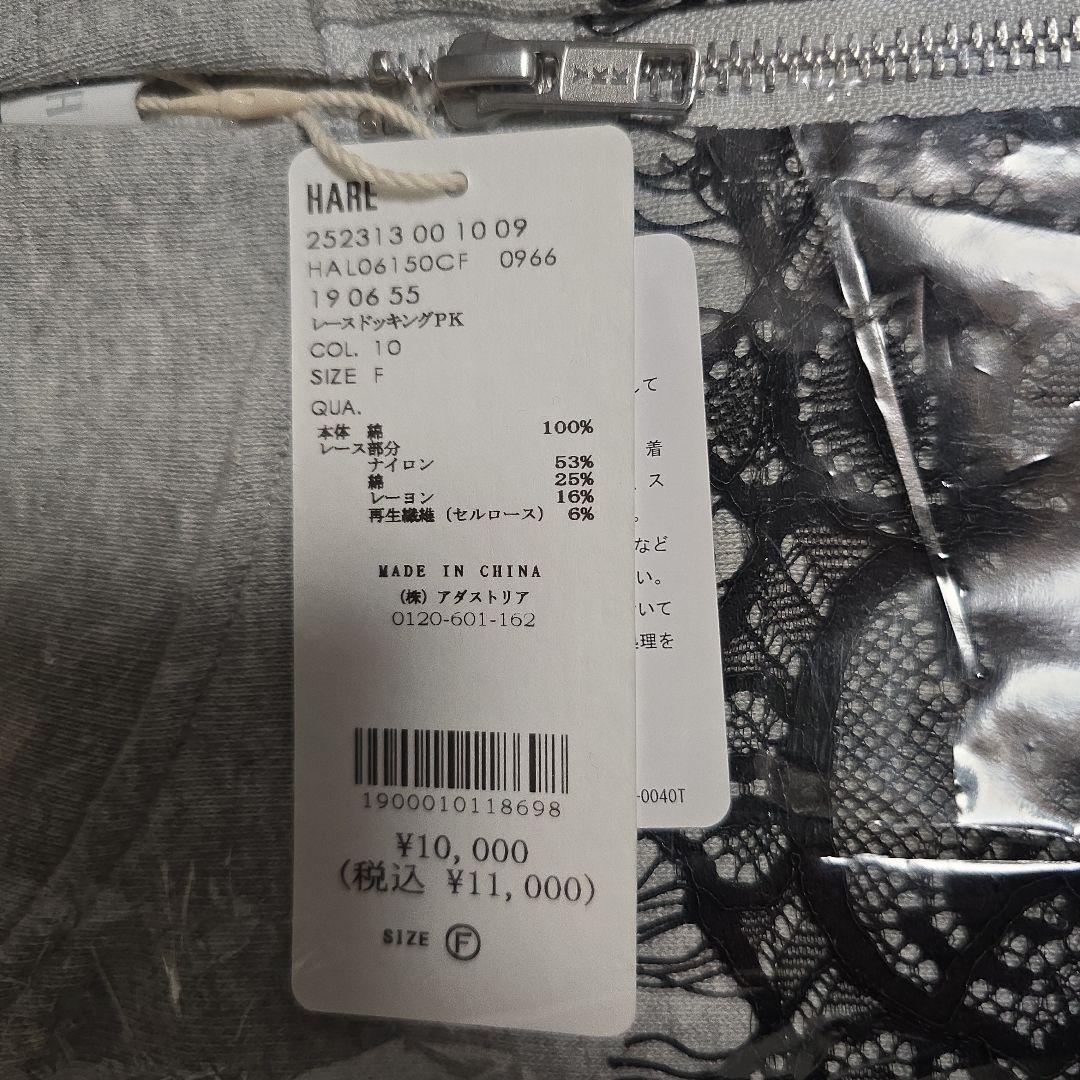 YKK
H
HARE
252313 00 10 09
HAL06150CF 0966
19 06 55
レースドッキングPK
COL. 10
SIZE F
QUA.
本体 綿 100%
レース部分
ナイロン 53%
綿 25%
レーヨン 16%
再生繊維(セルロース) 6%
MADE IN CHINA
(株)アダストリア
0120-601-162
1900010118698
¥10,000
(税込 ¥11,000)
SIZE F
して
着
ス
。
など
い。
いて
処理を
-0040T